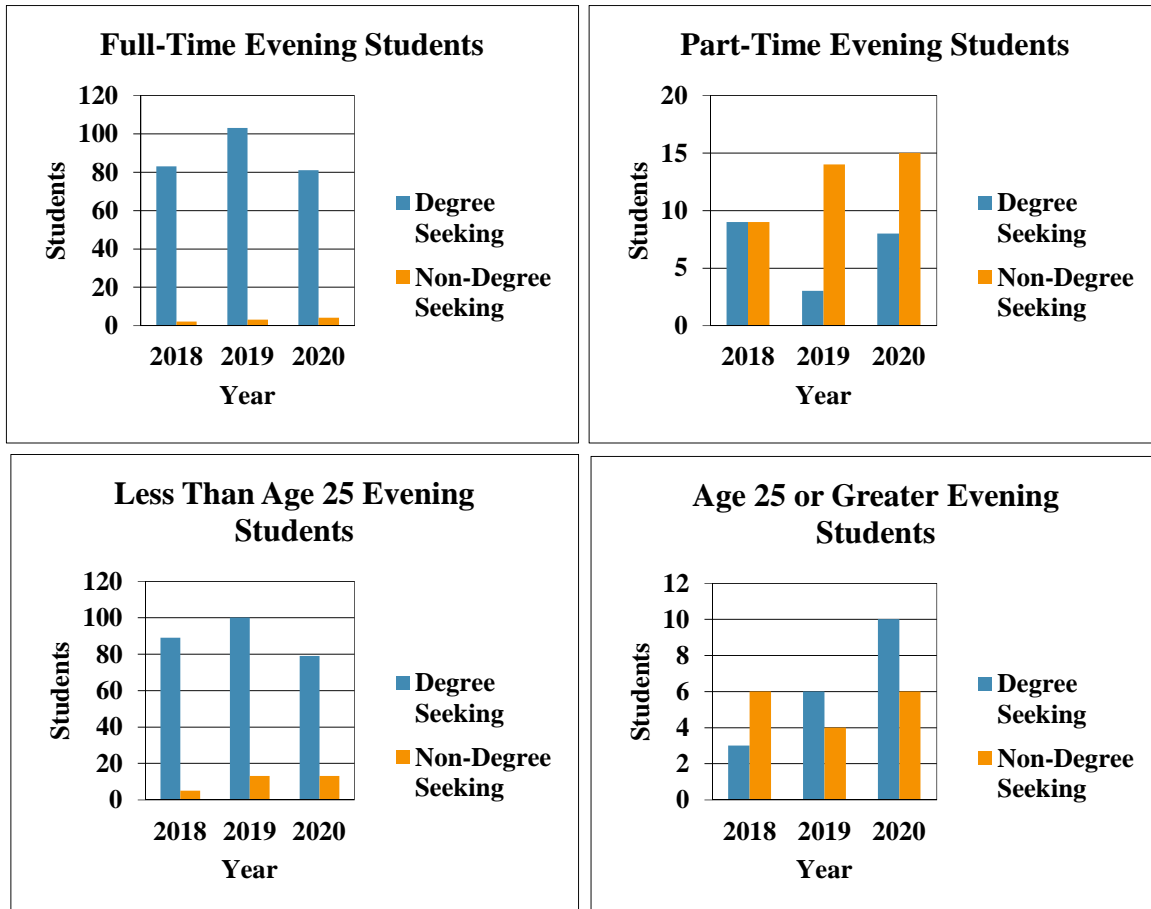 Full-Time Evening Students
120
100
80
60
40
20
0
Students
2018 2019 2020
Year
Degree
Seeking
Non-Degree
Seeking
Part-Time Evening Students
20
15
10
5
0
Students
2018 2019 2020
Year
Degree
Seeking
Non-Degree
Seeking
Less Than Age 25 Evening
Students
120
100
80
60
40
20
0
Students
2018 2019 2020
Year
Degree
Seeking
Non-Degree
Seeking
Age 25 or Greater Evening
Students
12
10
8
6
4
2
0
Students
2018 2019 2020
Year
Degree
Seeking
Non-Degree
Seeking